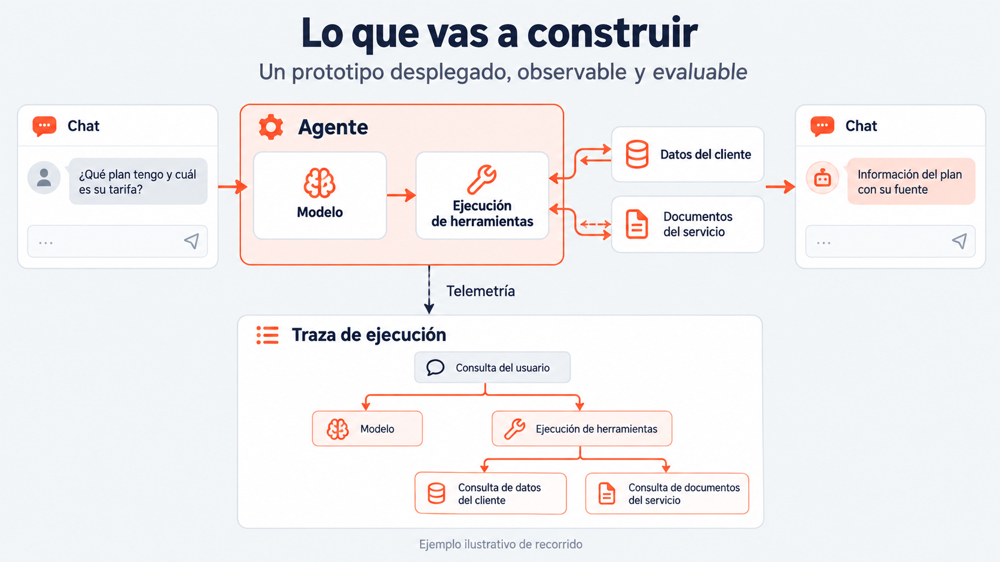 Lo que vas a construir
Un prototipo desplegado, observable y evaluable
Chat
¿Qué plan tengo y cuál
es su tarifa?
...
Agente
Modelo
Ejecución
de herramientas
Datos del cliente
Documentos
del servicio
Chat
Información del plan
con su fuente
...
Telemetría
Traza de ejecución
Consulta del usuario
Modelo
Ejecución de herramientas
Consulta de datos
del cliente
Consulta de documentos
del servicio
Ejemplo ilustrativo de recorrido